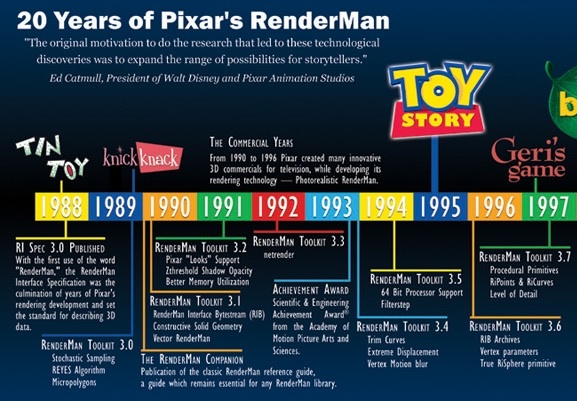 20 Years of Pixar's RenderMan
"The original motivation to do the research that led to these technological
discoveries was to expand the range of possibilities for storytellers."
Ed Catmull, President of Walt Disney and Pixar Animation Studios
TIN
TOY
knick knack
THE COMMERCIAL YEARS
From 1990 to 1996 Pixar created many innovative
3D commercials for television, while developing its
rendering technology — Photorealistic RenderMan.
TOY
STORY
Geri's
game
b
1988 1989 1990 1991 1992 1993 1994 1995 1996 1997
RI SPEC 3.0 PUBLISHED
With the first use of the word
"RenderMan," the RenderMan
Interface Specification was the
culmination of years of Pixar's
rendering development and set
the standard for describing 3D
data.
RENDERMAN TOOLKIT 3.0
Stochastic Sampling
REYES Algorithm
Micropolygons
RENDERMAN TOOLKIT 3.2
Pixar "Looks" Support
Zthreshold Shadow Opacity
Better Memory Utilization
RENDERMAN TOOLKIT 3.1
RenderMan Interface Bytestream (RIB)
Constructive Solid Geometry
Vector RenderMan
THE RENDERMAN COMPANION
Publication of the classic RenderMan reference guide,
a guide which remains essential for any RenderMan library.
RENDERMAN TOOLKIT 3.3
netrender
ACHIEVEMENT AWARD
Scientific & Engineering
Achievement Award®
from the Academy of
Motion Picture Arts and
Sciences.
RENDERMAN TOOLKIT 3.5
64 Bit Processor Support
Filterstep
RENDERMAN TOOLKIT 3.4
Trim Curves
Extreme Displacement
Vertex Motion blur
RENDERMAN TOOLKIT 3.7
Procedural Primitives
RiPoints & RiCurves
Level of Detail
RENDERMAN TOOLKIT 3.6
RIB Archives
Vertex parameters
True RiSphere primitive